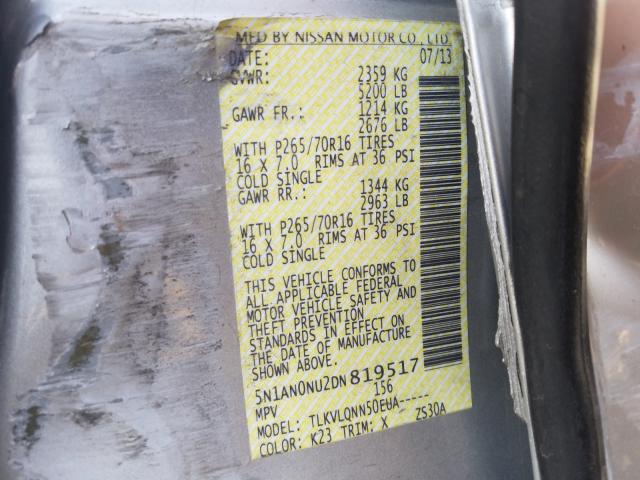 MFD BY NISSAN MOTOR CO., LTD.
DATE: 07/13
GVWR: 2359 KG
5200 LB
GAWR FR.: 1214 KG
2676 LB
WITH P265/70R16 TIRES
16 X 7.0 RIMS AT 36 PSI
COLD SINGLE
GAWR RR.: 1344 KG
2963 LB
WITH P265/70R16 TIRES
16 X 7.0 RIMS AT 36 PSI
COLD SINGLE
THIS VEHICLE CONFORMS TO
ALL APPLICABLE FEDERAL
MOTOR VEHICLE SAFETY AND
THEFT PREVENTION
STANDARDS IN EFFECT ON
THE DATE OF MANUFACTURE
SHOWN ABOVE.
5N1AN0NU2DN819517
MPV 156
MODEL: TLKVLQNN50EUA-----
COLOR: K23 TRIM: X ZS30A